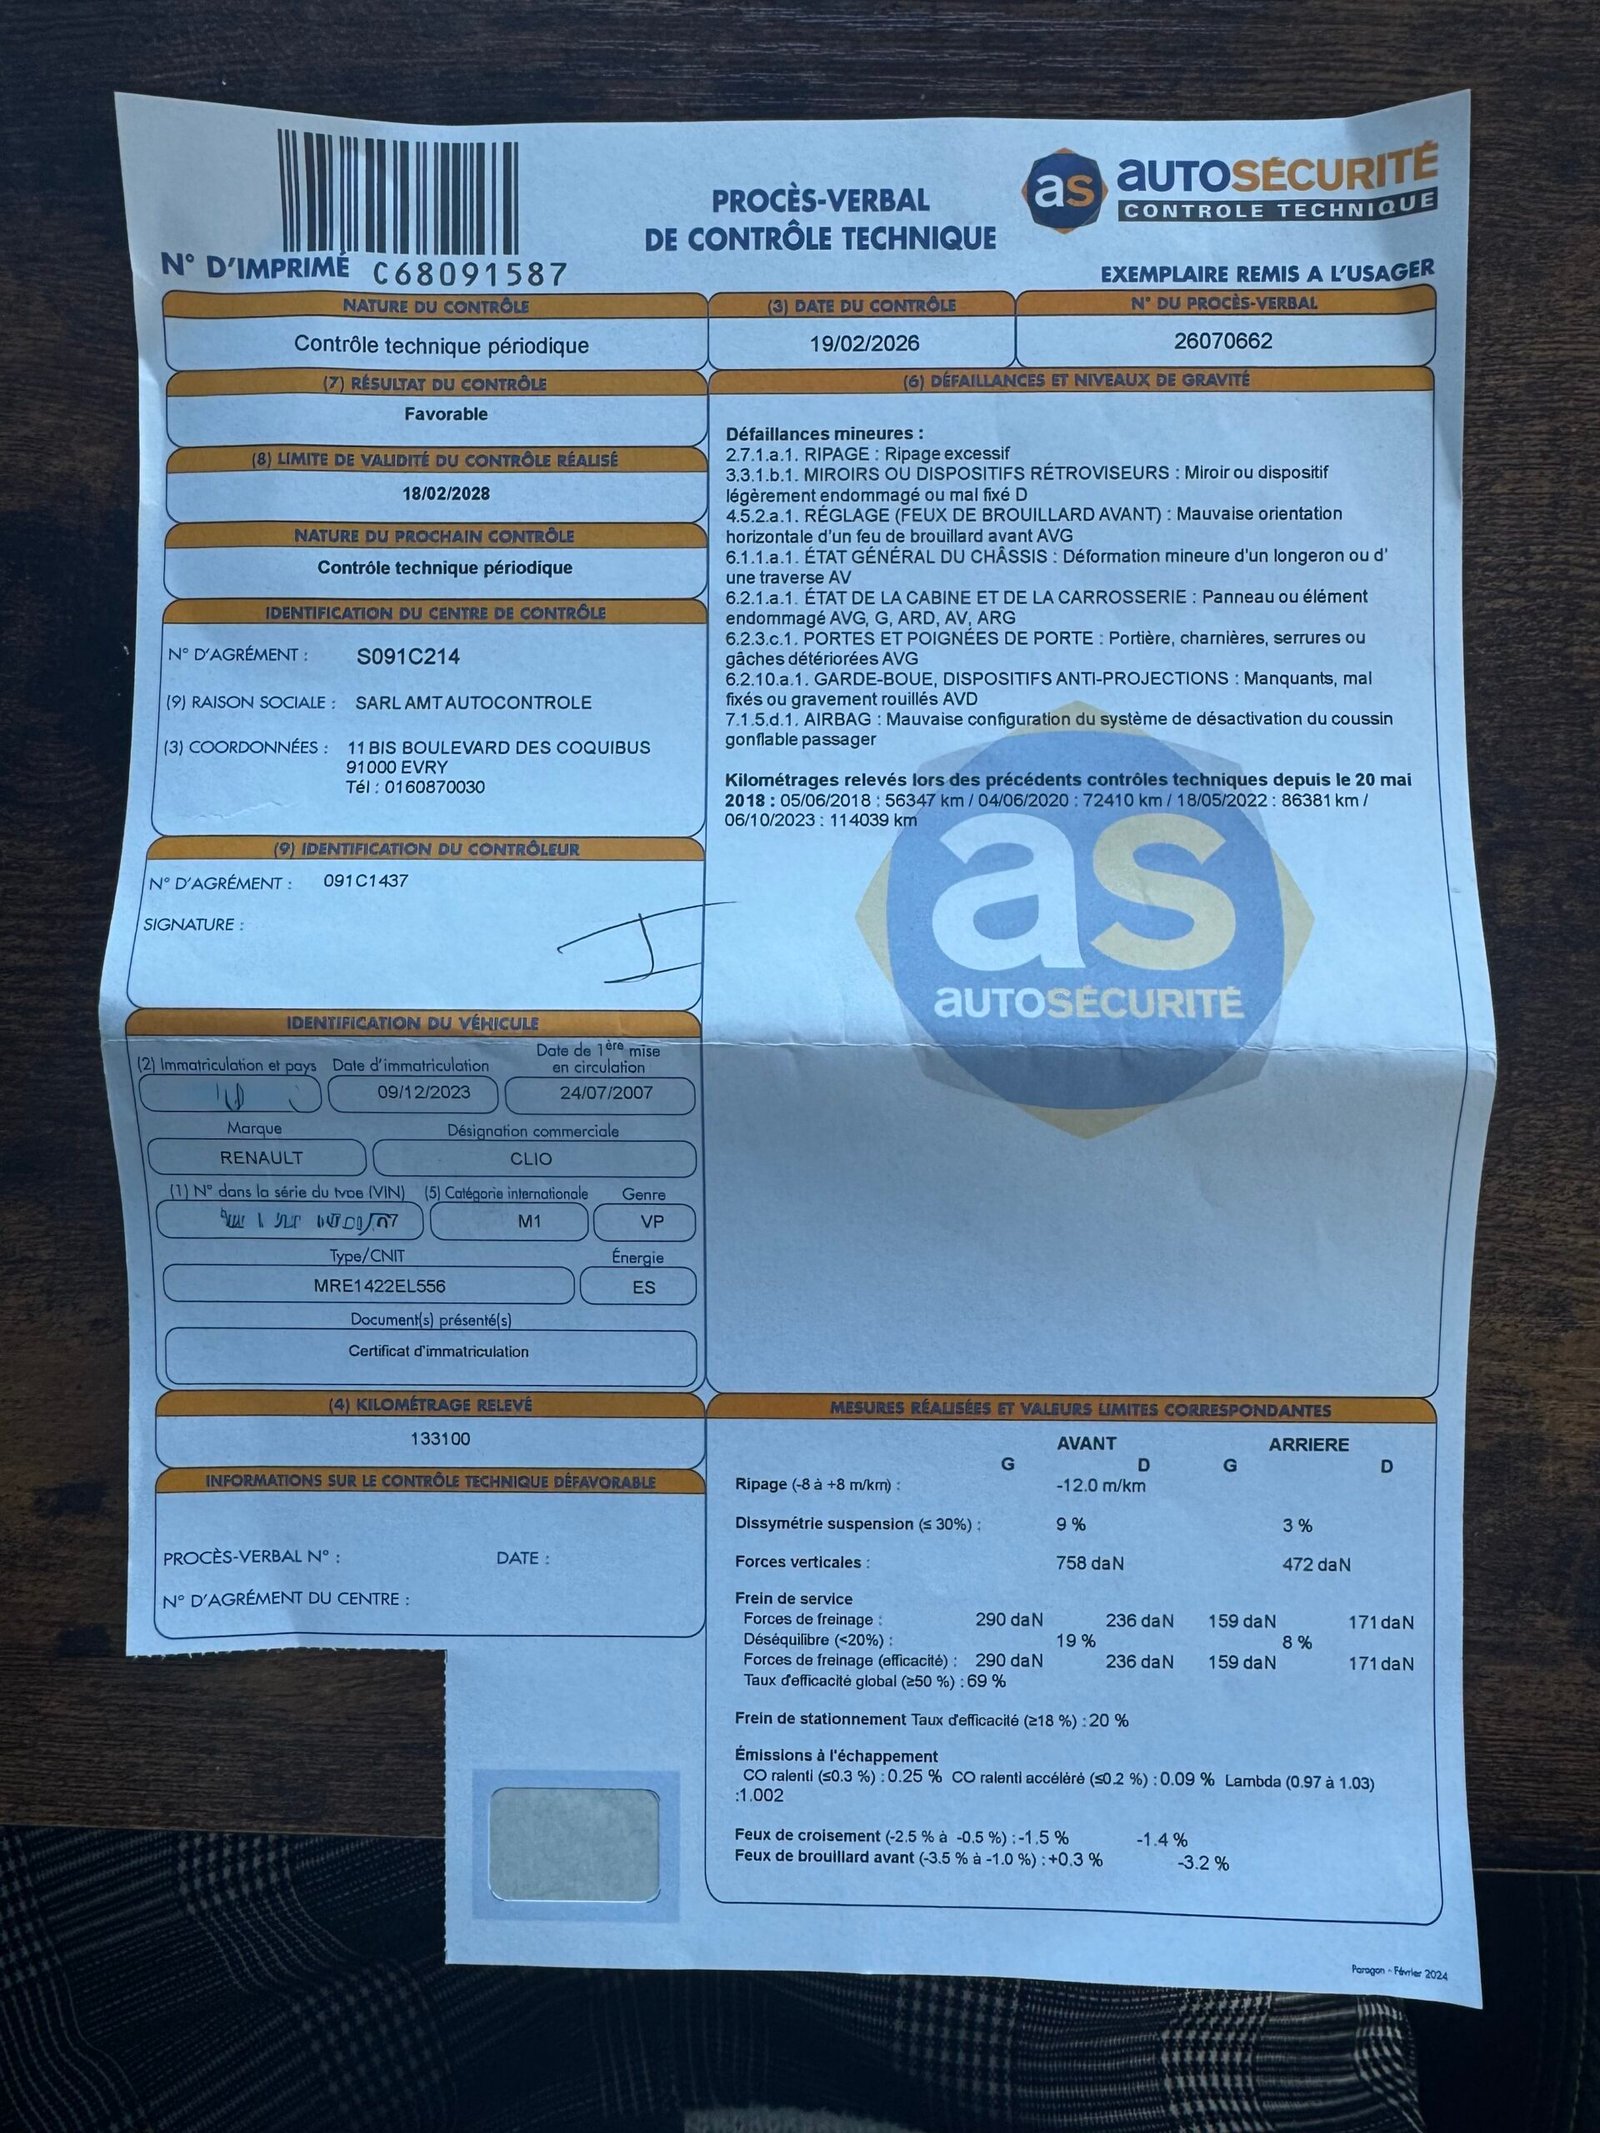 PROCÈS-VERBAL
DE CONTRÔLE TECHNIQUE
as AUTOSÉCURITÉ
CONTROLE TECHNIQUE
N° D'IMPRIMÉ C68091587
EXEMPLAIRE REMIS A L'USAGER
NATURE DU CONTRÔLE
Contrôle technique périodique
(3) DATE DU CONTRÔLE
19/02/2026
N° DU PROCÈS-VERBAL
26070662
(7) RÉSULTAT DU CONTRÔLE
Favorable
(8) LIMITE DE VALIDITÉ DU CONTRÔLE RÉALISÉ
18/02/2028
NATURE DU PROCHAIN CONTRÔLE
Contrôle technique périodique
IDENTIFICATION DU CENTRE DE CONTRÔLE
N° D'AGRÉMENT : S091C214
(9) RAISON SOCIALE : SARL AMT AUTOCONTROLE
(3) COORDONNÉES : 11 BIS BOULEVARD DES COQUIBUS
91000 EVRY
Tél : 0160870030
(9) IDENTIFICATION DU CONTRÔLEUR
N° D'AGRÉMENT : 091C1437
SIGNATURE :
IDENTIFICATION DU VÉHICULE
(2) Immatriculation et pays
Date d'immatriculation
09/12/2023
Date de 1ère mise
en circulation
24/07/2007
Marque
RENAULT
Désignation commerciale
CLIO
(1) N° dans la série du type (VIN)
(5) Catégorie internationale
M1
Genre
VP
Type/CNIT
MRE1422EL556
Énergie
ES
Document(s) présenté(s)
Certificat d'immatriculation
(4) KILOMÉTRAGE RELEVÉ
133100
INFORMATIONS SUR LE CONTRÔLE TECHNIQUE DÉFAVORABLE
PROCÈS-VERBAL N° : DATE :
N° D'AGRÉMENT DU CENTRE :
(6) DÉFAILLANCES ET NIVEAUX DE GRAVITÉ
Défaillances mineures :
2.7.1.a.1. RIPAGE : Ripage excessif
3.3.1.b.1. MIROIRS OU DISPOSITIFS RÉTROVISEURS : Miroir ou dispositif
légèrement endommagé ou mal fixé D
4.5.2.a.1. RÉGLAGE (FEUX DE BROUILLARD AVANT) : Mauvaise orientation
horizontale d'un feu de brouillard avant AVG
6.1.1.a.1. ÉTAT GÉNÉRAL DU CHÂSSIS : Déformation mineure d'un longeron ou d'
une traverse AV
6.2.1.a.1. ÉTAT DE LA CABINE ET DE LA CARROSSERIE : Panneau ou élément
endommagé AVG, G, ARD, AV, ARG
6.2.3.c.1. PORTES ET POIGNÉES DE PORTE : Portière, charnières, serrures ou
gâches détériorées AVG
6.2.10.a.1. GARDE-BOUE, DISPOSITIFS ANTI-PROJECTIONS : Manquants, mal
fixés ou gravement rouillés AVD
7.1.5.d.1. AIRBAG : Mauvaise configuration du système de désactivation du coussin
gonflable passager
Kilométrages relevés lors des précédents contrôles techniques depuis le 20 mai
2018 : 05/06/2018 : 56347 km / 04/06/2020 : 72410 km / 18/05/2022 : 86381 km /
06/10/2023 : 114039 km
as
AUTOSÉCURITÉ
MESURES RÉALISÉES ET VALEURS LIMITES CORRESPONDANTES
AVANT ARRIERE
G D G D
Ripage (-8 à +8 m/km) : -12.0 m/km
Dissymétrie suspension (≤ 30%) : 9 % 3 %
Forces verticales : 758 daN 472 daN
Frein de service
Forces de freinage : 290 daN 236 daN 159 daN 171 daN
Déséquilibre (<20%) : 19 % 8 %
Forces de freinage (efficacité) : 290 daN 236 daN 159 daN 171 daN
Taux d'efficacité global (≥50 %) : 69 %
Frein de stationnement Taux d'efficacité (≥18 %) : 20 %
Émissions à l'échappement
CO ralenti (≤0.3 %) : 0.25 % CO ralenti accéléré (≤0.2 %) : 0.09 % Lambda (0.97 à 1.03)
:1.002
Feux de croisement (-2.5 % à -0.5 %) : -1.5 % -1.4 %
Feux de brouillard avant (-3.5 % à -1.0 %) : +0.3 % -3.2 %
Paragon - Février 2024